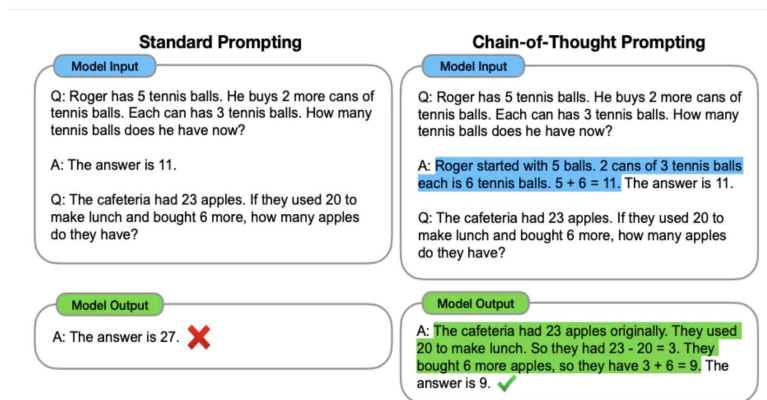 Standard Prompting
Model Input
Q: Roger has 5 tennis balls. He buys 2 more cans of
tennis balls. Each can has 3 tennis balls. How many
tennis balls does he have now?
A: The answer is 11.
Q: The cafeteria had 23 apples. If they used 20 to
make lunch and bought 6 more, how many apples
do they have?
Model Output
A: The answer is 27.
Chain-of-Thought Prompting
Model Input
Q: Roger has 5 tennis balls. He buys 2 more cans of
tennis balls. Each can has 3 tennis balls. How many
tennis balls does he have now?
A: Roger started with 5 balls. 2 cans of 3 tennis balls
each is 6 tennis balls. 5 + 6 = 11. The answer is 11.
Q: The cafeteria had 23 apples. If they used 20 to
make lunch and bought 6 more, how many apples
do they have?
Model Output
A: The cafeteria had 23 apples originally. They used
20 to make lunch. So they had 23 - 20 = 3. They
bought 6 more apples, so they have 3 + 6 = 9. The
answer is 9.